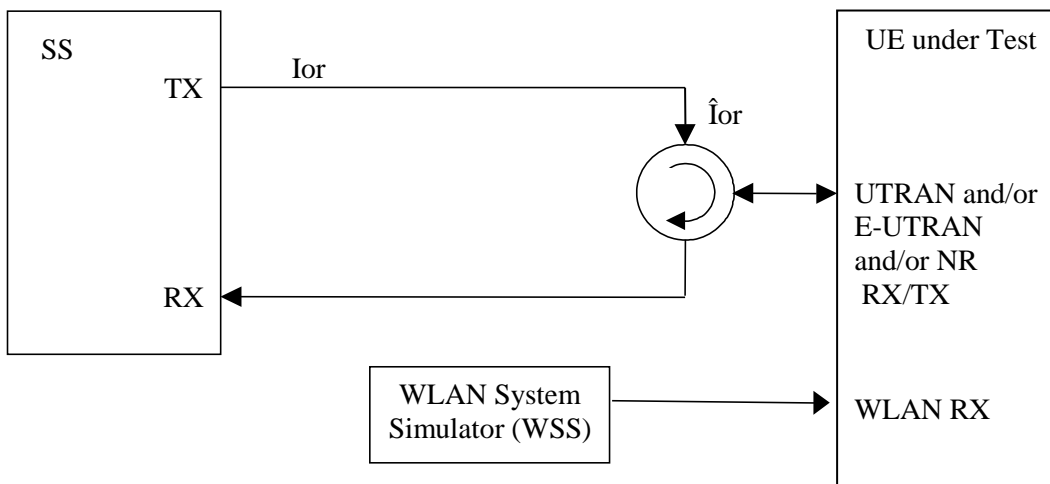 SS
UE under Test
TX
Ior
Îor
UTRAN and/or
E-UTRAN
and/or NR
RX/TX
RX
WLAN System
Simulator (WSS)
WLAN RX